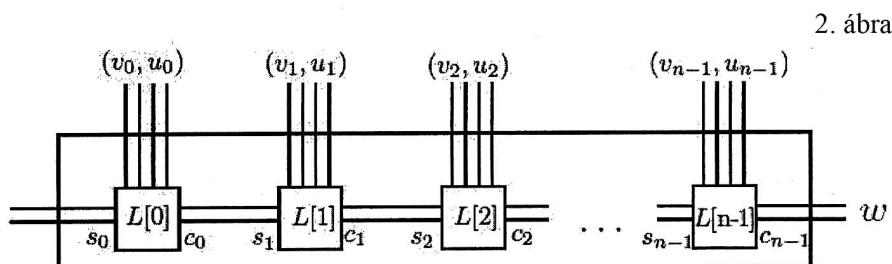 2. ábra
(v₀, u₀) (v₁, u₁) (v₂, u₂) (vₙ₋₁, uₙ₋₁)
L[0] L[1] L[2] L[n-1] w
s₀ c₀ s₁ c₁ s₂ c₂ . . . sₙ₋₁ cₙ₋₁